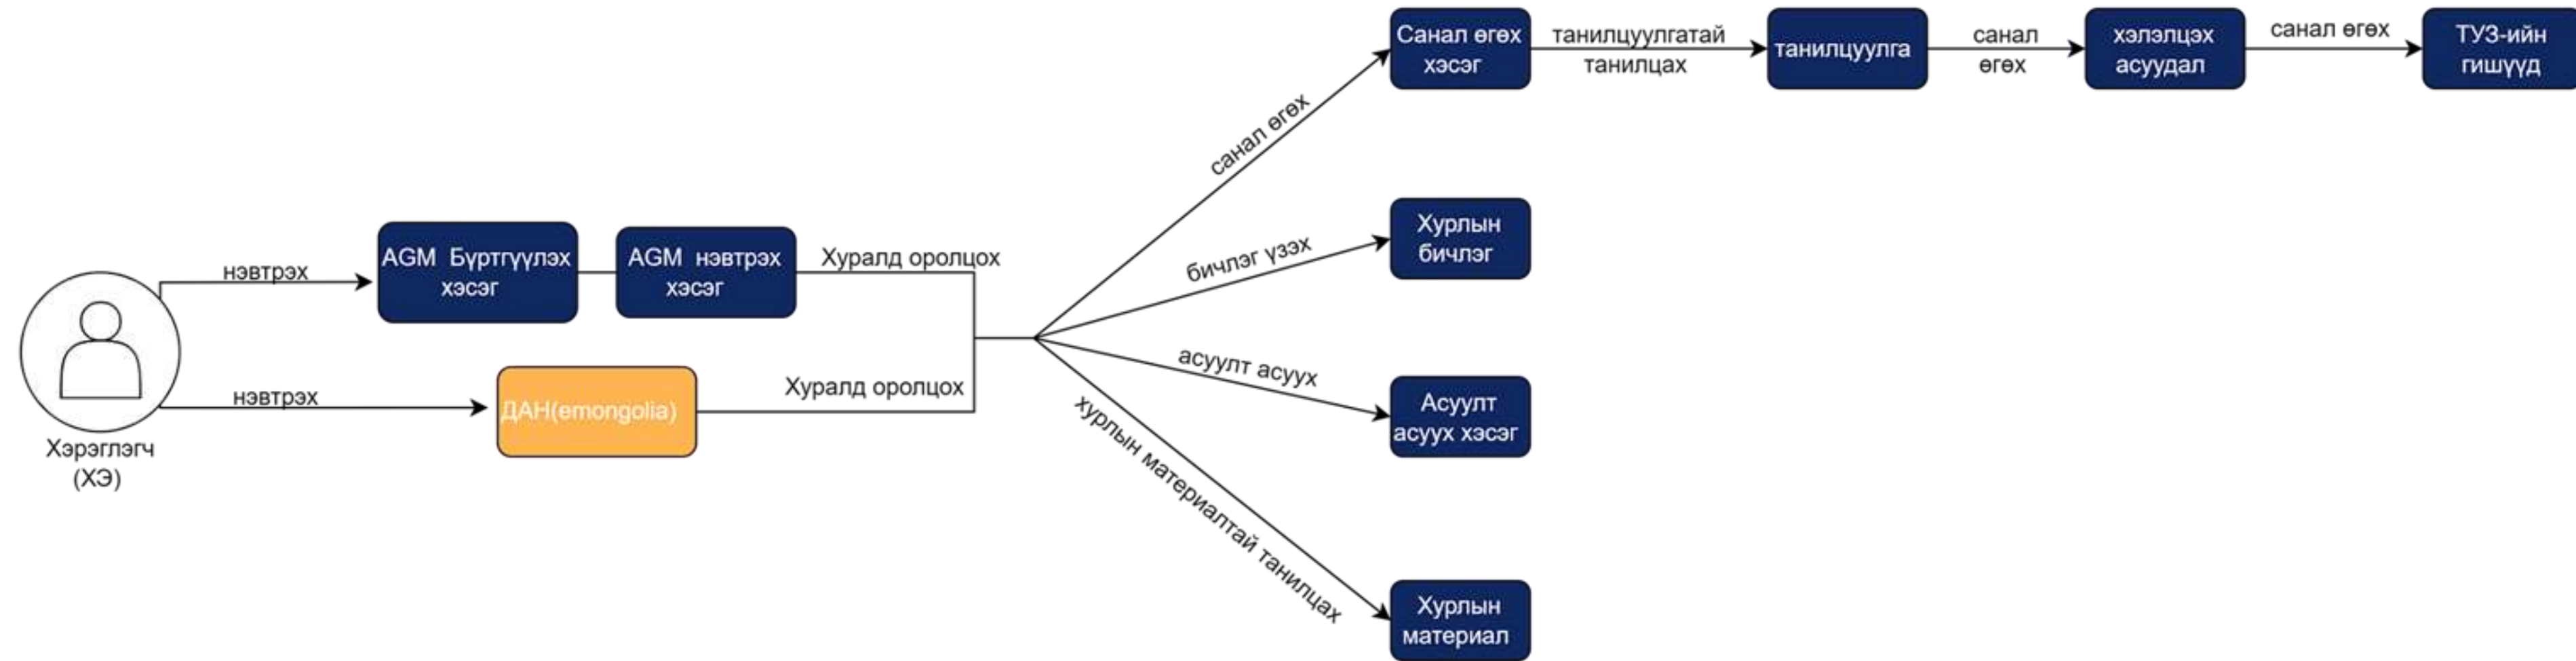 Санал өгөх
хэсэг
танилцуулгатай
танилцах
танилцуулга
санал
өгөх
хэлэлцэх
асуудал
санал өгөх
ТУЗ-ийн
гишүүд
санал өгөх
Хурлын
бичлэг
бичлэг үзэх
нэвтрэх
AGM Бүртгүүлэх
хэсэг
AGM нэвтрэх
хэсэг
Хуралд оролцох
нэвтрэх
ДАН(emongolia)
Хуралд оролцох
асуулт асуух
Асуулт
асуух хэсэг
Хэрэглэгч
(ХЭ)
хурлын материалтай танилцах
Хурлын
материал